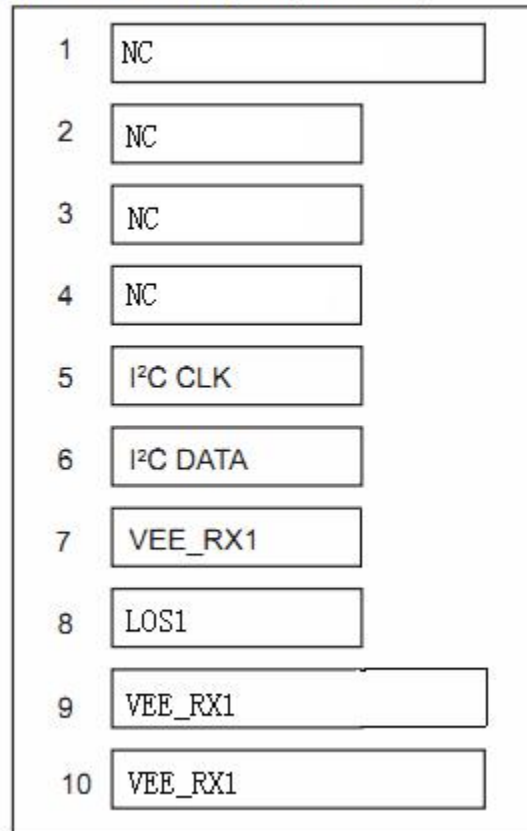 1 NC
2 NC
3 NC
4 NC
5 I²C CLK
6 I²C DATA
7 VEE_RX1
8 LOS1
9 VEE_RX1
10 VEE_RX1